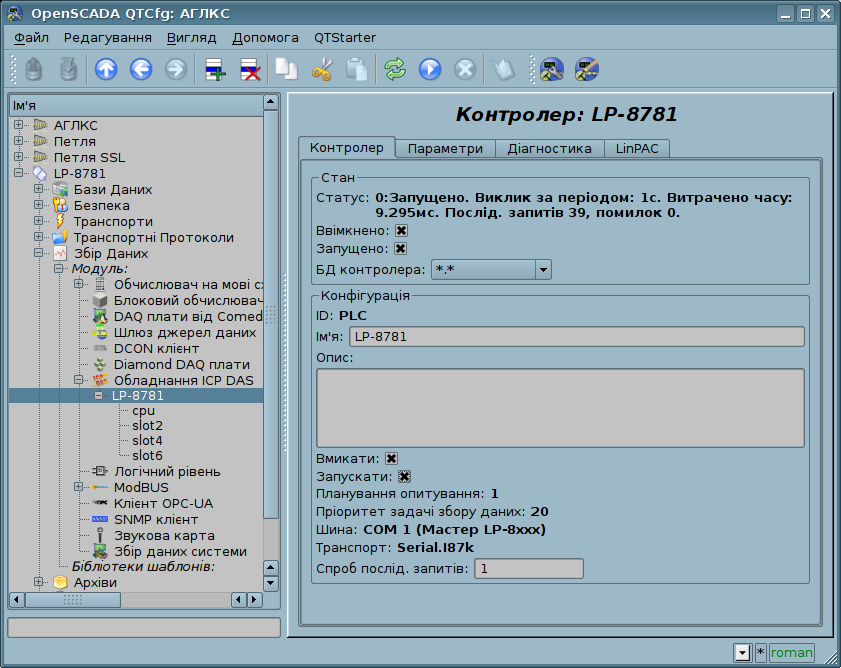 OpenSCADA QTCfg: АГЛКС
Файл Редагування Вигляд Допомога QTStarter
Ім'я
АГЛКС
Петля
Петля SSL
LP-8781
Бази Даних
Безпека
Транспорти
Транспортні Протоколи
Збір Даних
Модуль:
Обчислювач на мові
Блоковий обчислювач
DAQ плати від Comed
Шлюз джерел даних
DCON клієнт
Diamond DAQ плати
Обладнання ICP DAS
LP-8781
cpu
slot2
slot4
slot6
Логічний рівень
ModBUS
Клієнт OPC-UA
SNMP клієнт
Звукова карта
Збір даних системи
Бібліотеки шаблонів:
Архіви
Контролер: LP-8781
Контролер Параметри Діагностика LinPAC
Стан
Статус: 0:Запущено. Виклик за періодом: 1с. Витрачено часу:
9.295мс. Послід. запитів 39, помилок 0.
Ввімкнено:
Запущено:
БД контролера: *.*
Конфігурація
ID: PLC
Ім'я: LP-8781
Опис:
Вмикати:
Запускати:
Планування опитування: 1
Пріоритет задачі збору даних: 20
Шина: COM 1 (Мастер LP-8xxx)
Транспорт: Serial.I87k
Спроб послід. запитів: 1
* roman